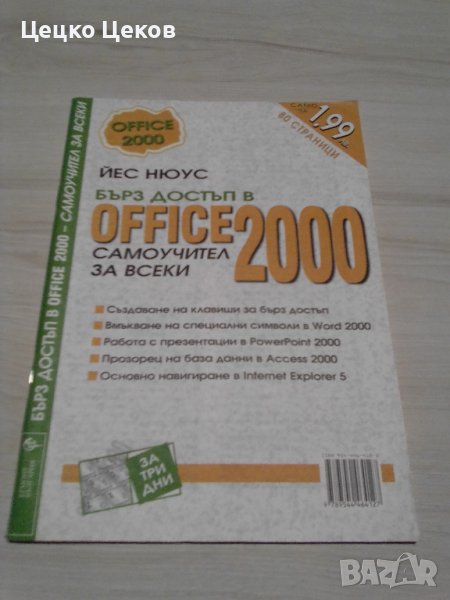 Цецко Цеков
OFFICE
2000
САМО
ЗА
1,99
лв.
80 СТРАНИЦИ
ЙЕС НЮУС
БЪРЗ ДОСТЪП В
OFFICE 2000
САМОУЧИТЕЛ
ЗА ВСЕКИ
Създаване на клавиши за бърз достъп
Вмъкване на специални символи в Word 2000
Работа с презентации в PowerPoint 2000
Прозорец на база данни в Access 2000
Основно навигиране в Internet Explorer 5
ЗА
ТРИ
ДНИ
БЪРЗ ДОСТЪП В OFFICE 2000 – САМОУЧИТЕЛ ЗА ВСЕКИ
9789544464127
BAZAR